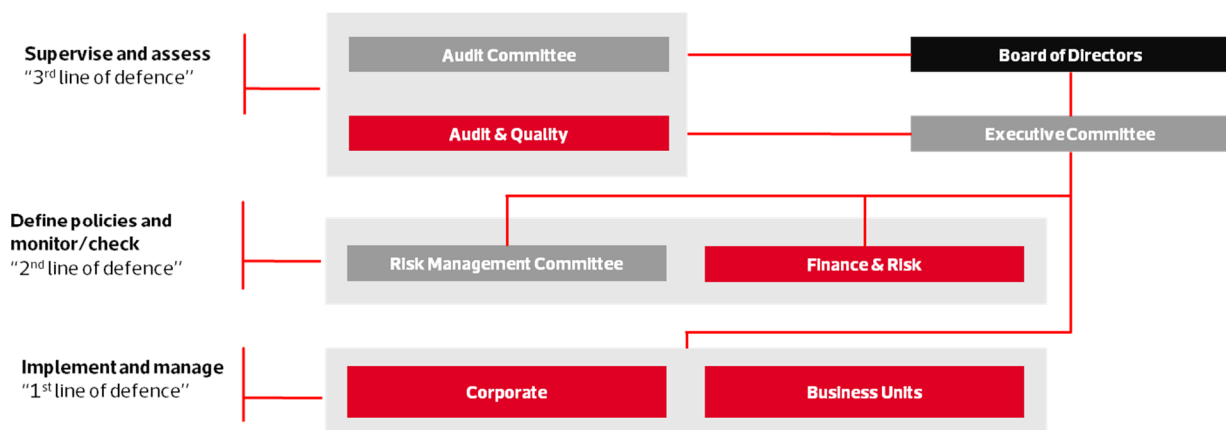 Supervise and assess
“3rd line of defence”
Audit Committee
Board of Directors
Audit & Quality
Executive Committee
Define policies and
monitor/check
“2nd line of defence”
Risk Management Committee
Finance & Risk
Implement and manage
“1st line of defence”
Corporate
Business Units